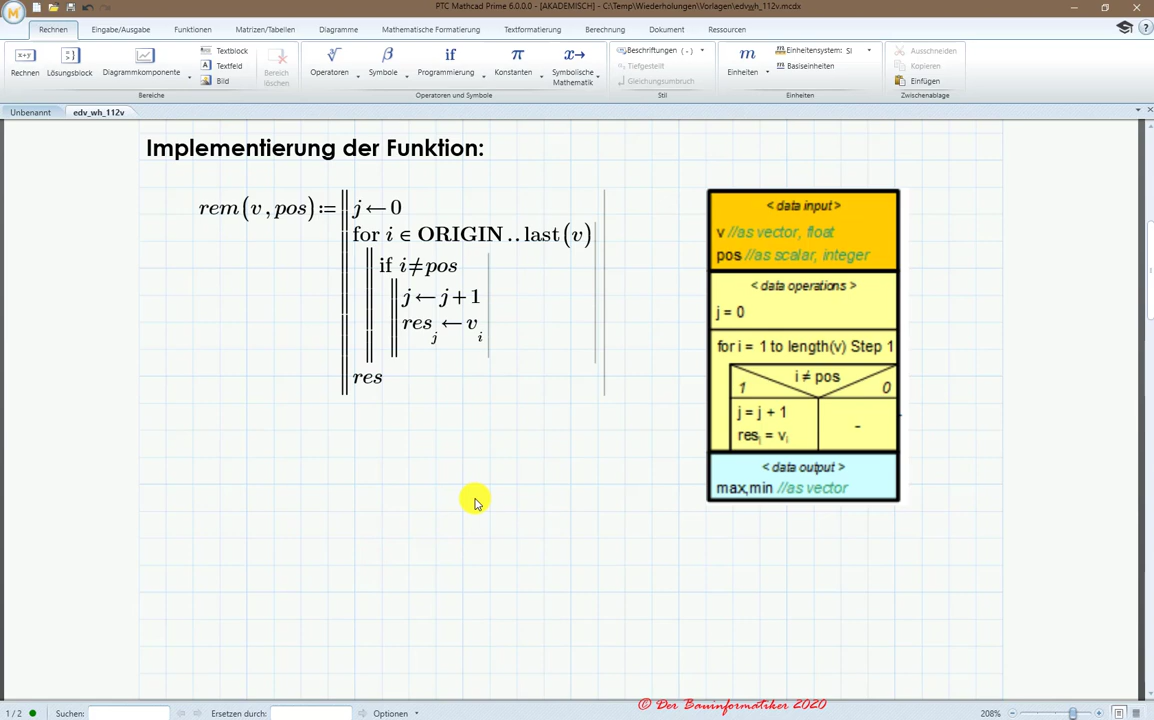 PTC Mathcad Prime 6.0.0.0 - [AKADEMISCH] - C:\Temp\Wiederholungen\Vorlagen\edv_wh_112v.mcdx
Rechnen Eingabe/Ausgabe Funktionen Matrizen/Tabellen Diagramme Mathematische Formatierung Textformatierung Berechnung Dokument Ressourcen
Rechnen Lösungsblock Diagrammkomponente Textblock Textfeld Bild Bereich löschen
Operatoren Symbole if Programmierung π Konstanten Symbolische Mathematik
Beschriftungen ( - ) Tiefgestellt Gleichungsumbruch
m Einheiten Einheitensystem: SI Basiseinheiten
Ausschneiden Kopieren Einfügen
Bereiche Operatoren und Symbole Stil Einheiten Zwischenablage
Unbenannt edv_wh_112v
Implementierung der Funktion:
rem(v,pos):= j←0
for i ∈ ORIGIN..last(v)
if i≠pos
j←j+1
res_j ← v_i
res
< data input >
v //as vector, float
pos //as scalar, integer
< data operations >
j = 0
for i = 1 to length(v) Step 1
i ≠ pos
1 0
j = j + 1
res_j = v_i
-
< data output >
max,min //as vector
© Der Bauinformatiker 2020
1 / 2 Suchen: Ersetzen durch: Optionen 208%